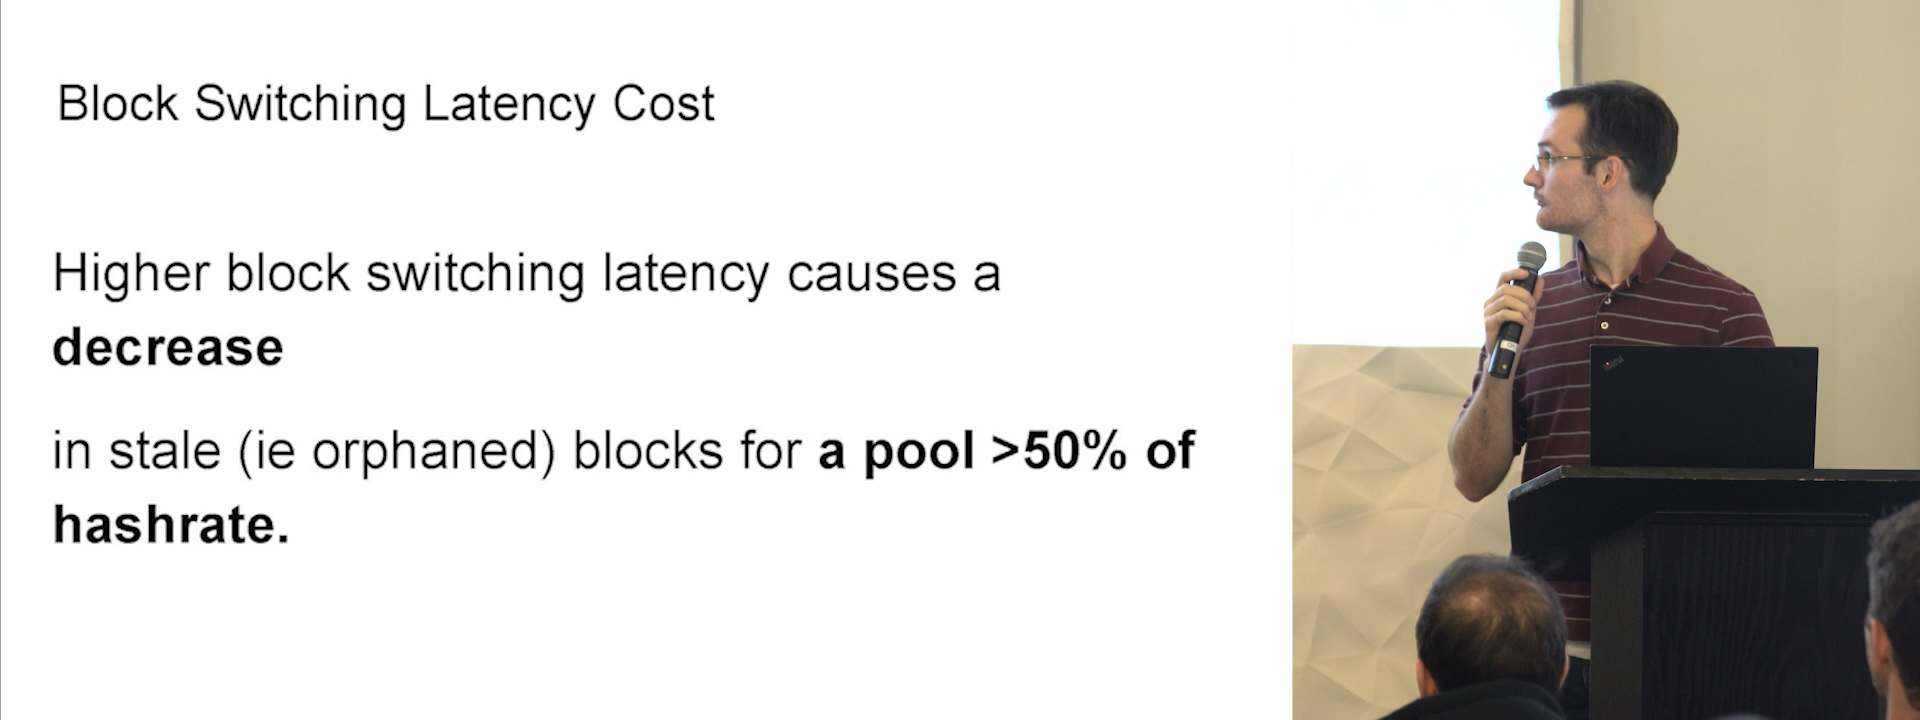 Block Switching Latency Cost
Higher block switching latency causes a
decrease
in stale (ie orphaned) blocks for a pool >50% of
hashrate.